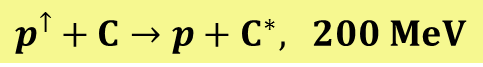 p↑ + C → p + C*, 200 MeV